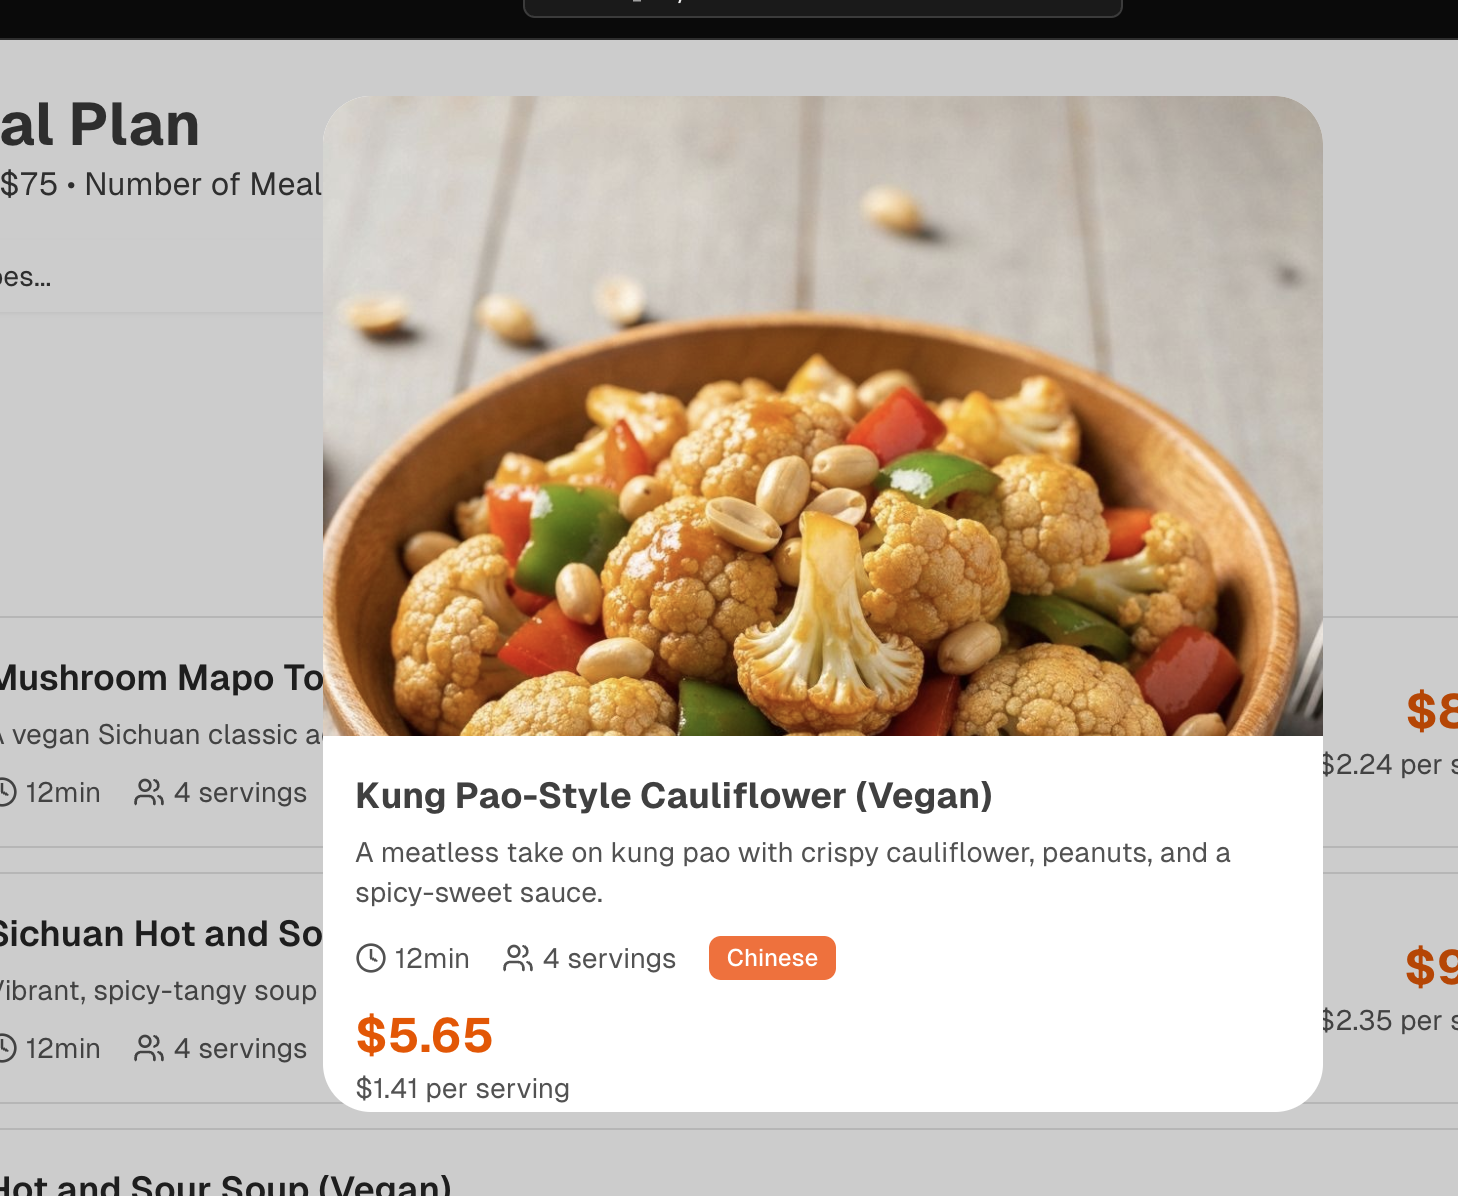 al Plan
$75 • Number of Meal
oes...
Mushroom Mapo To
A vegan Sichuan classic a
12min 4 servings
$8
$2.24 per s
Kung Pao-Style Cauliflower (Vegan)
A meatless take on kung pao with crispy cauliflower, peanuts, and a
spicy-sweet sauce.
12min 4 servings Chinese
$5.65
$1.41 per serving
Sichuan Hot and So
Vibrant, spicy-tangy soup
12min 4 servings
$9
$2.35 per s
Hot and Sour Soup (Vegan)